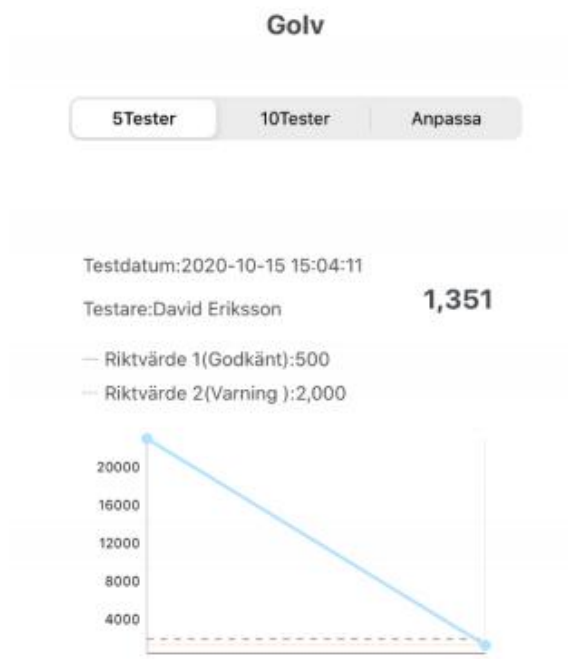 Golv
5Tester 10Tester Anpassa
Testdatum:2020-10-15 15:04:11
Testare:David Eriksson
1,351
Riktvärde 1(Godkänt):500
Riktvärde 2(Varning ):2,000
20000
16000
12000
8000
4000